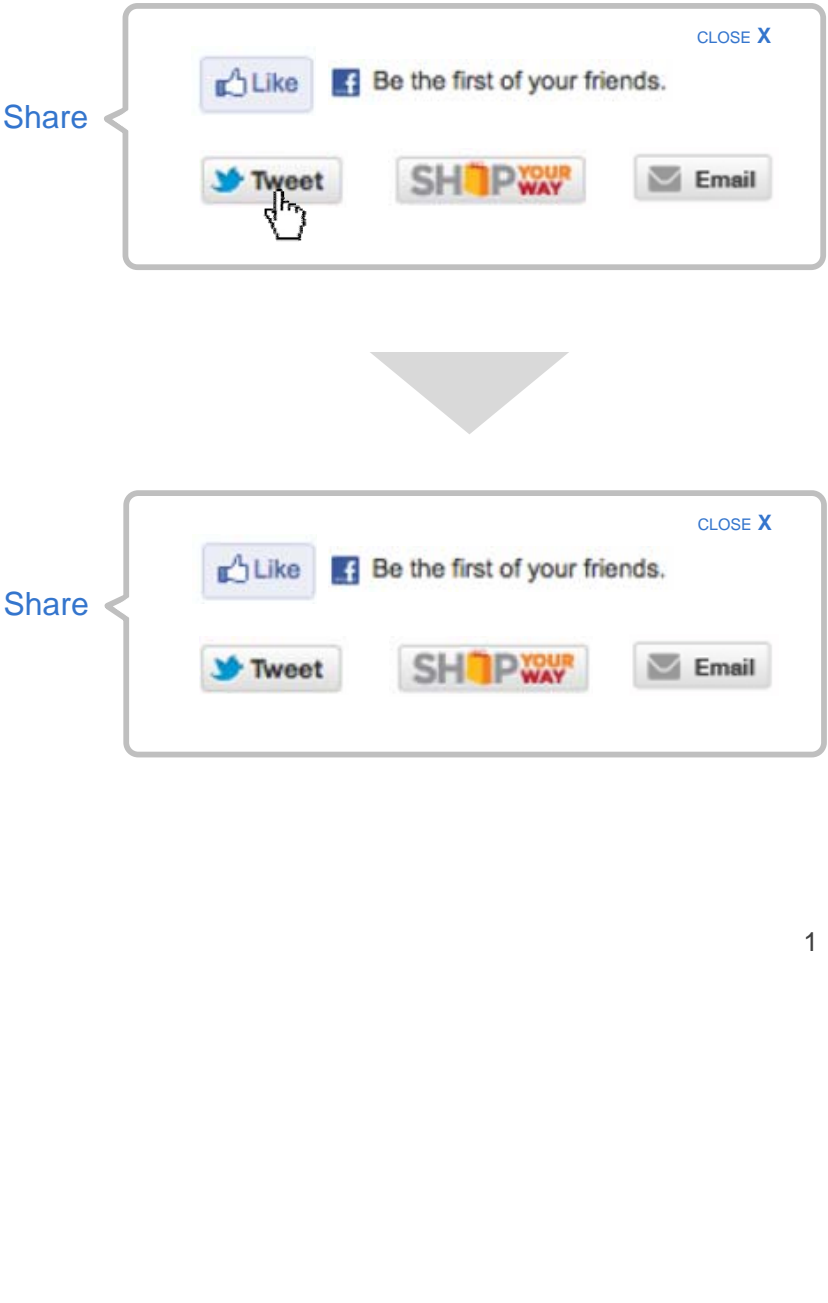 CLOSE X
Like Be the first of your friends.
Share
Tweet SHOP YOUR WAY Email
CLOSE X
Like Be the first of your friends.
Share
Tweet SHOP YOUR WAY Email
1